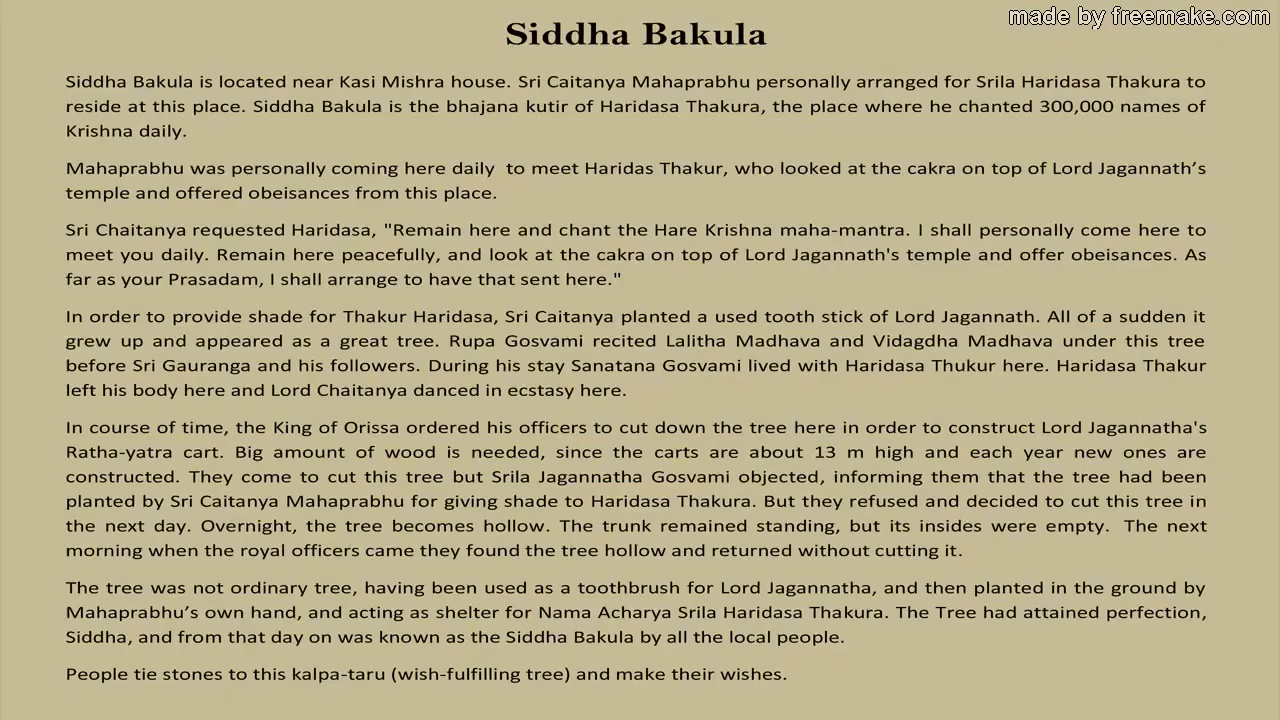 made by freemake.com
Siddha Bakula
Siddha Bakula is located near Kasi Mishra house. Sri Caitanya Mahaprabhu personally arranged for Srila Haridasa Thakura to
reside at this place. Siddha Bakula is the bhajana kutir of Haridasa Thakura, the place where he chanted 300,000 names of
Krishna daily.
Mahaprabhu was personally coming here daily  to meet Haridas Thakur, who looked at the cakra on top of Lord Jagannath’s
temple and offered obeisances from this place.
Sri Chaitanya requested Haridasa, "Remain here and chant the Hare Krishna maha-mantra. I shall personally come here to
meet you daily. Remain here peacefully, and look at the cakra on top of Lord Jagannath's temple and offer obeisances. As
far as your Prasadam, I shall arrange to have that sent here."
In order to provide shade for Thakur Haridasa, Sri Caitanya planted a used tooth stick of Lord Jagannath. All of a sudden it
grew up and appeared as a great tree. Rupa Gosvami recited Lalitha Madhava and Vidagdha Madhava under this tree
before Sri Gauranga and his followers. During his stay Sanatana Gosvami lived with Haridasa Thukur here. Haridasa Thakur
left his body here and Lord Chaitanya danced in ecstasy here.
In course of time, the King of Orissa ordered his officers to cut down the tree here in order to construct Lord Jagannatha's
Ratha-yatra cart. Big amount of wood is needed, since the carts are about 13 m high and each year new ones are
constructed. They come to cut this tree but Srila Jagannatha Gosvami objected, informing them that the tree had been
planted by Sri Caitanya Mahaprabhu for giving shade to Haridasa Thakura. But they refused and decided to cut this tree in
the next day. Overnight, the tree becomes hollow. The trunk remained standing, but its insides were empty.  The next
morning when the royal officers came they found the tree hollow and returned without cutting it.
The tree was not ordinary tree, having been used as a toothbrush for Lord Jagannatha, and then planted in the ground by
Mahaprabhu’s own hand, and acting as shelter for Nama Acharya Srila Haridasa Thakura. The Tree had attained perfection,
Siddha, and from that day on was known as the Siddha Bakula by all the local people.
People tie stones to this kalpa-taru (wish-fulfilling tree) and make their wishes.